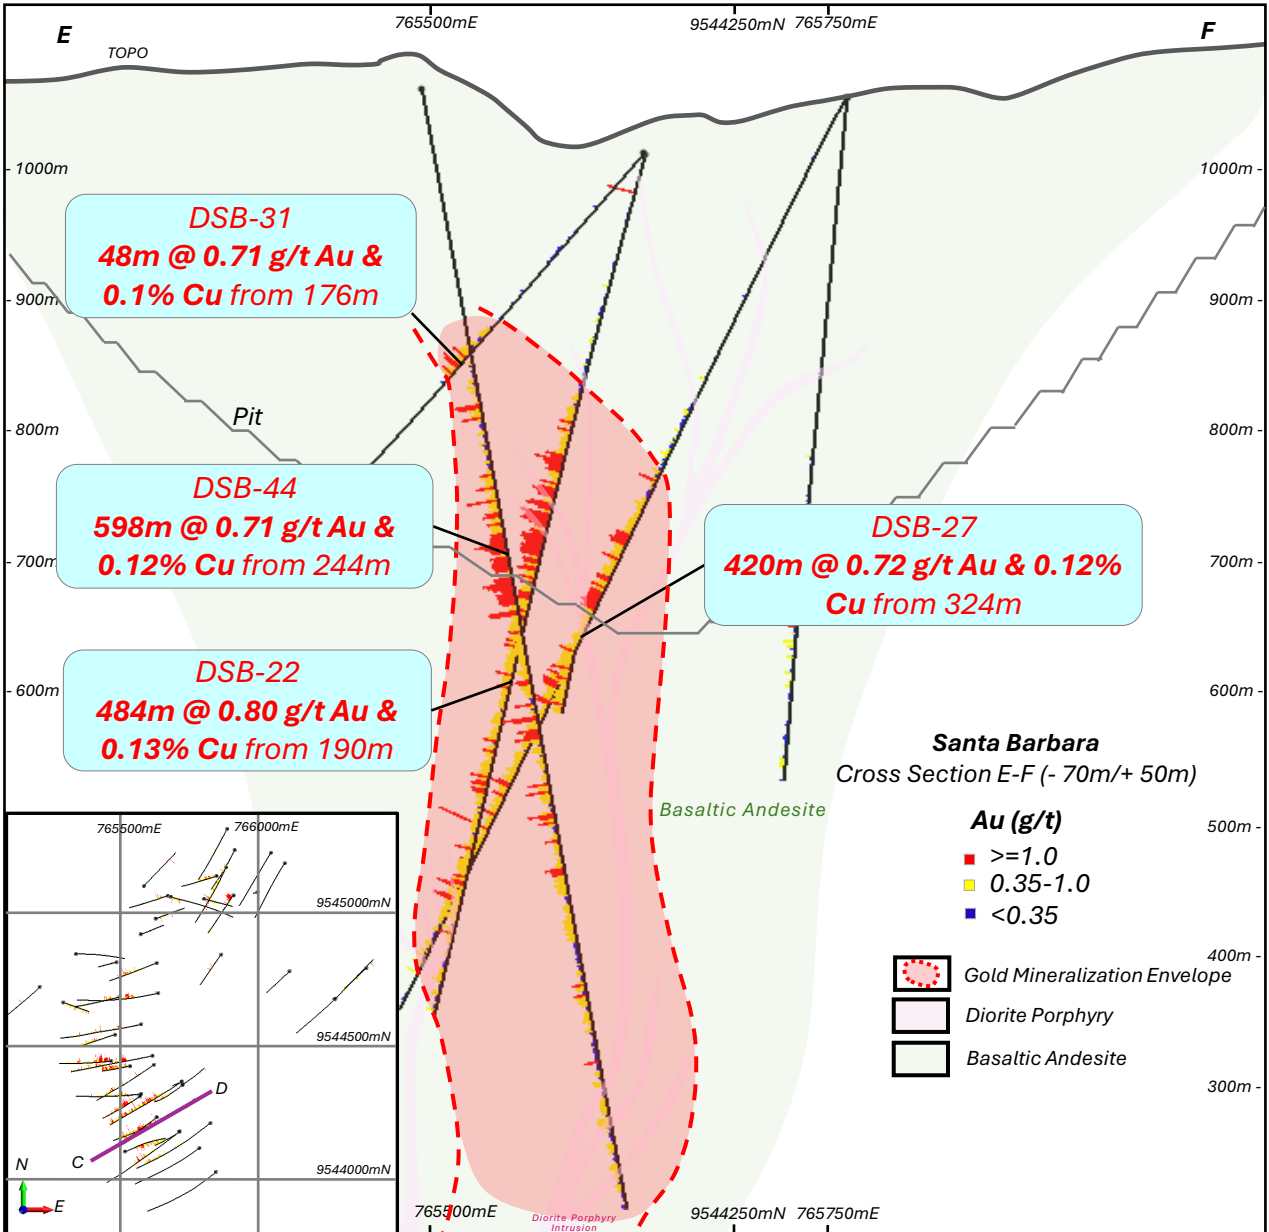 765500mE
9544250mN 765750mE
E
F
TOPO
1000m
1000m -
DSB-31
48m @ 0.71 g/t Au &
0.1% Cu from 176m
900m
900m -
Pit
800m
800m -
DSB-44
598m @ 0.71 g/t Au &
0.12% Cu from 244m
DSB-27
420m @ 0.72 g/t Au & 0.12%
Cu from 324m
700m
700m -
DSB-22
484m @ 0.80 g/t Au &
0.13% Cu from 190m
600m
600m -
Santa Barbara
Cross Section E-F (- 70m/+ 50m)
Basaltic Andesite
Au (g/t)
>=1.0
0.35-1.0
<0.35
500m -
400m -
Gold Mineralization Envelope
Diorite Porphyry
Basaltic Andesite
300m -
765500mE
766000mE
9545000mN
9544500mN
D
C
9544000mN
N
E
765500mE
Diorite Porphyry
Intrusion
9544250mN 765750mE